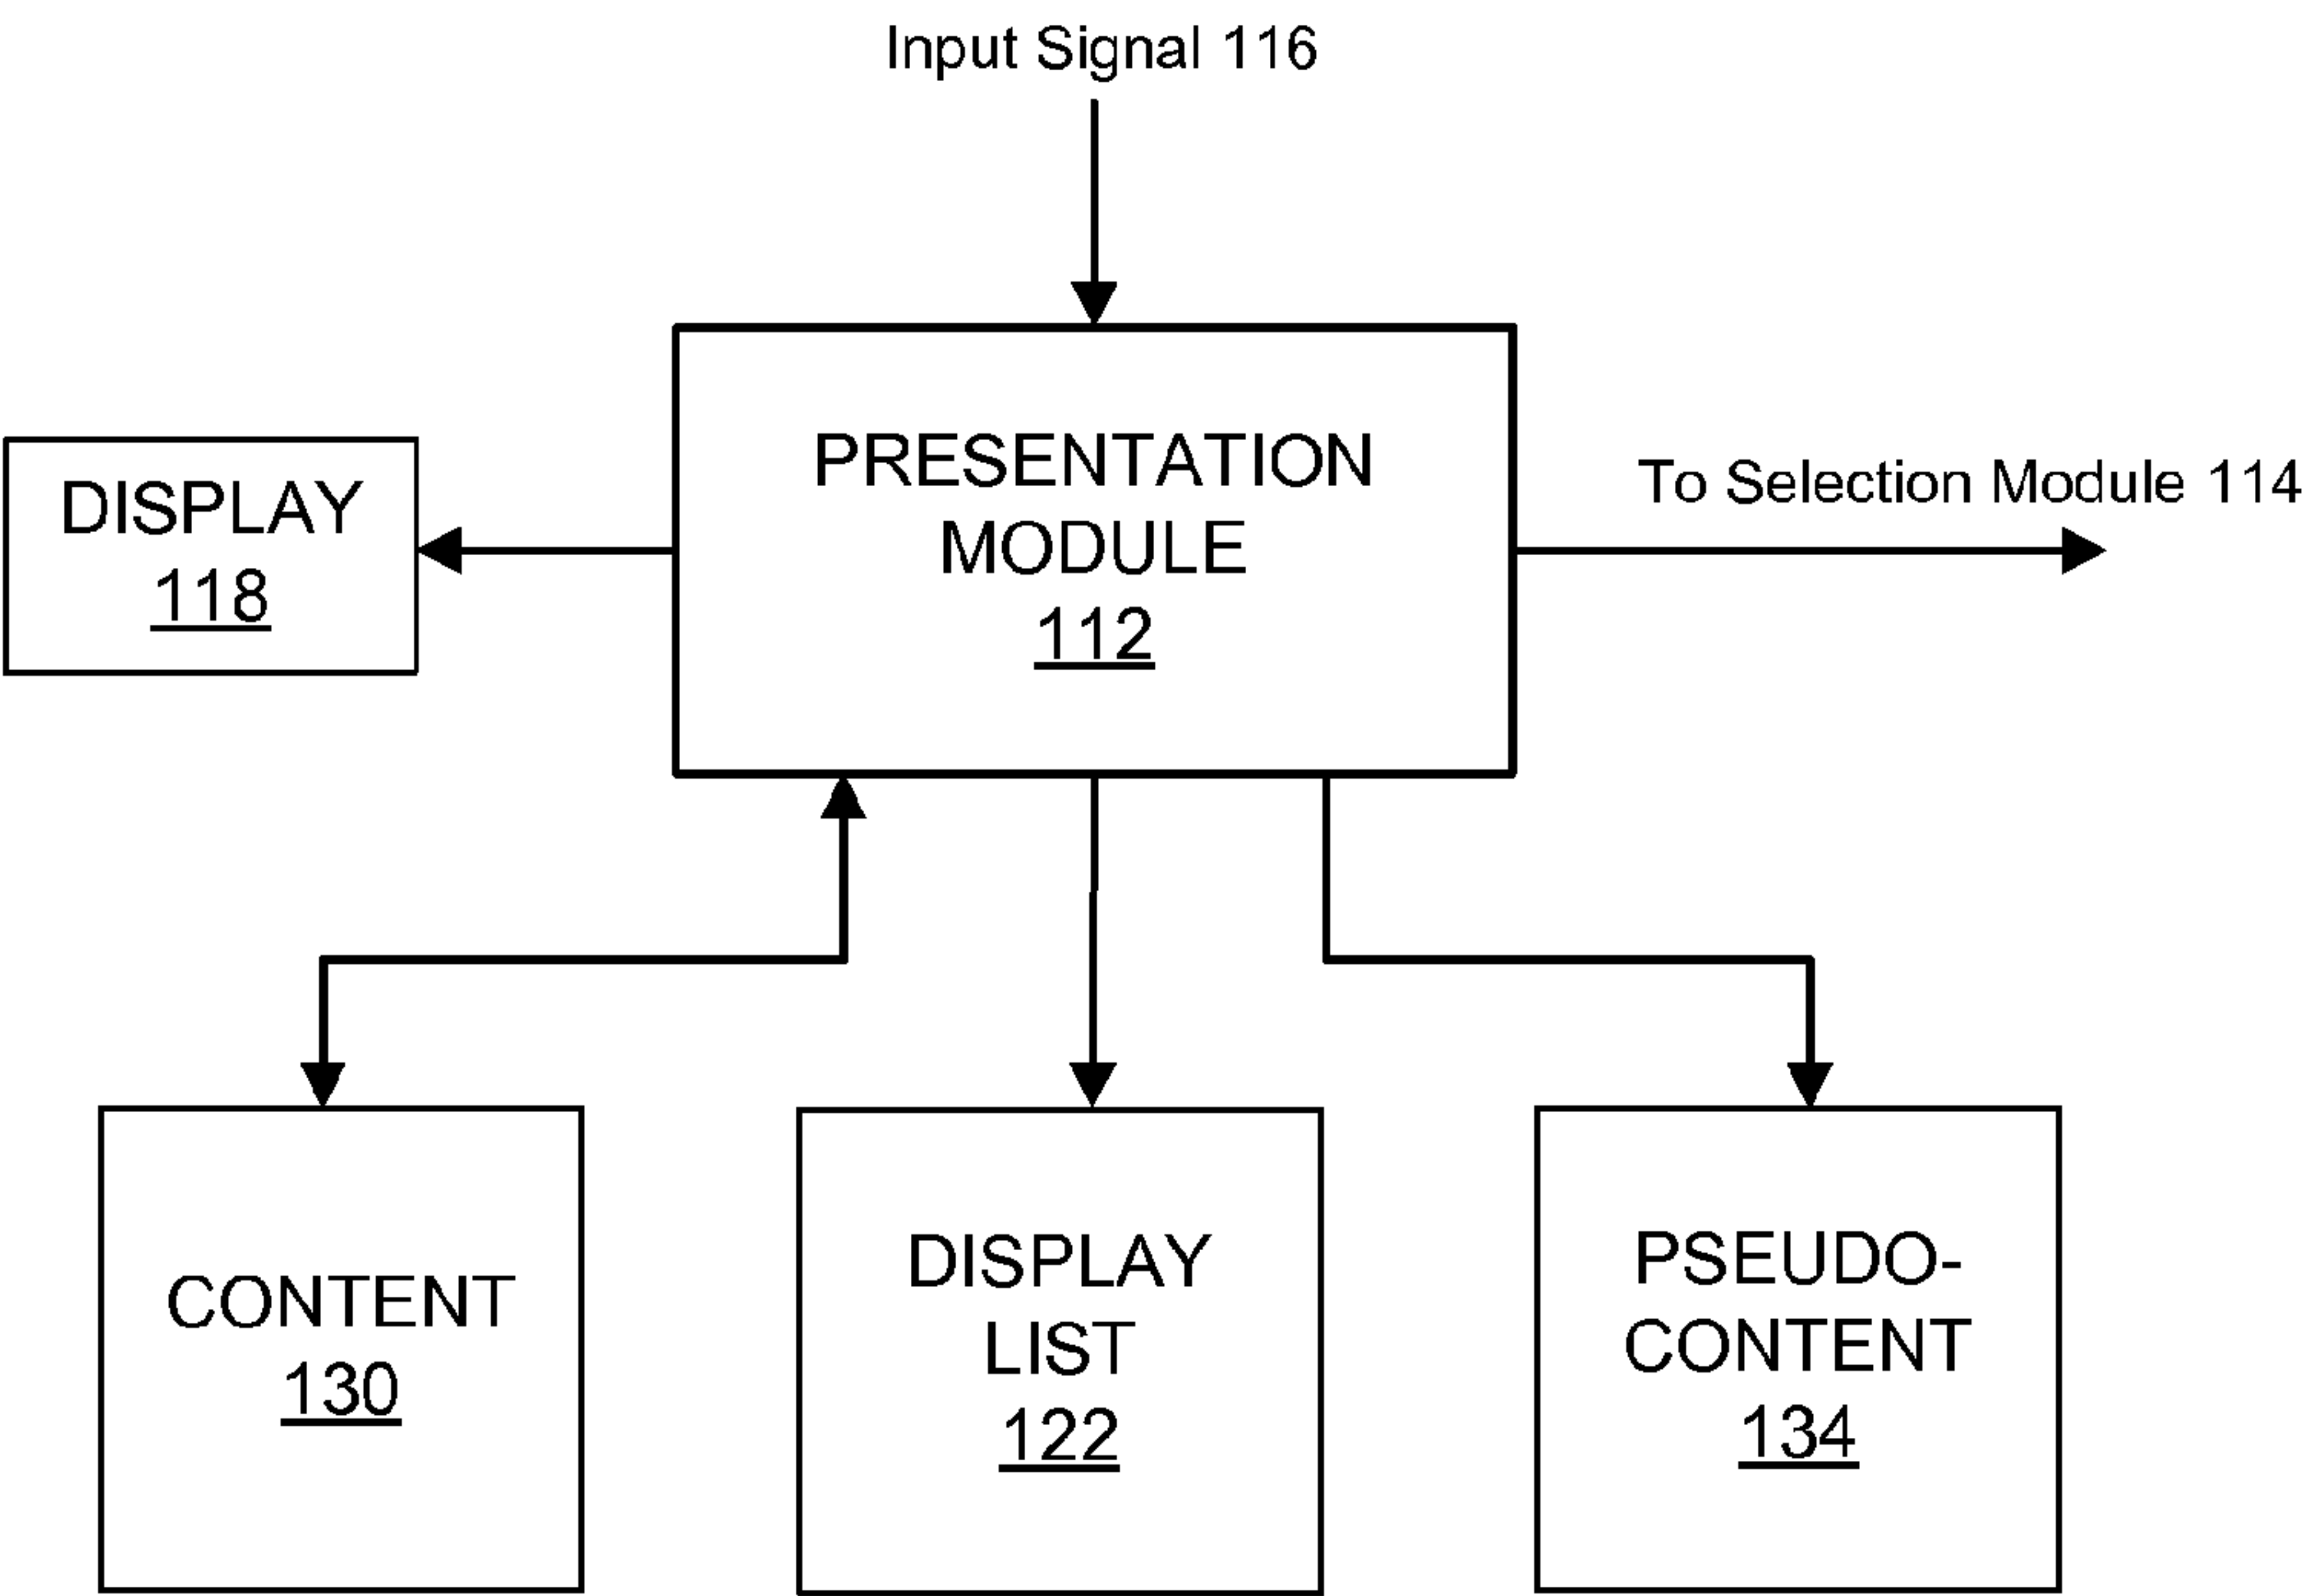 Input Signal 116
PRESENTATION
MODULE
112
To Selection Module 114
DISPLAY
118
CONTENT
130
DISPLAY
LIST
122
PSEUDO-
CONTENT
134